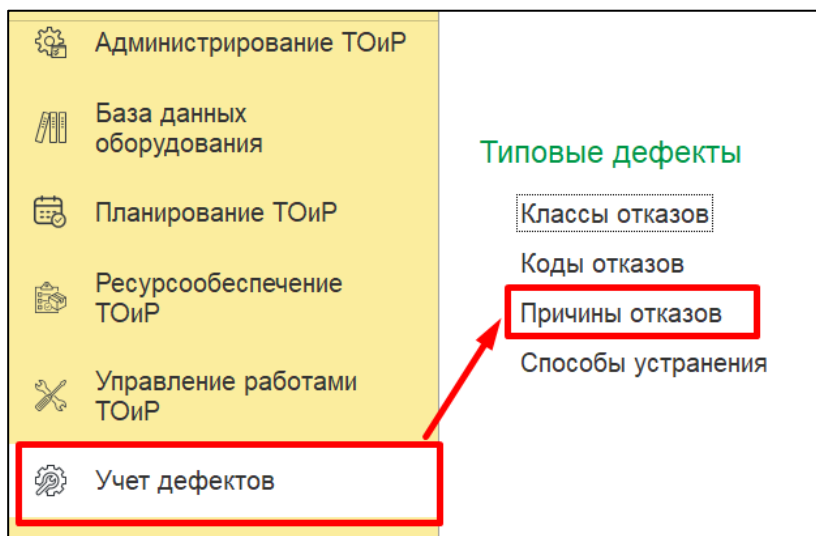 Администрирование ТОиР
База данных
оборудования
Планирование ТОиР
Ресурсообеспечение
ТОиР
Управление работами
ТОиР
Учет дефектов
Типовые дефекты
Классы отказов
Коды отказов
Причины отказов
Способы устранения